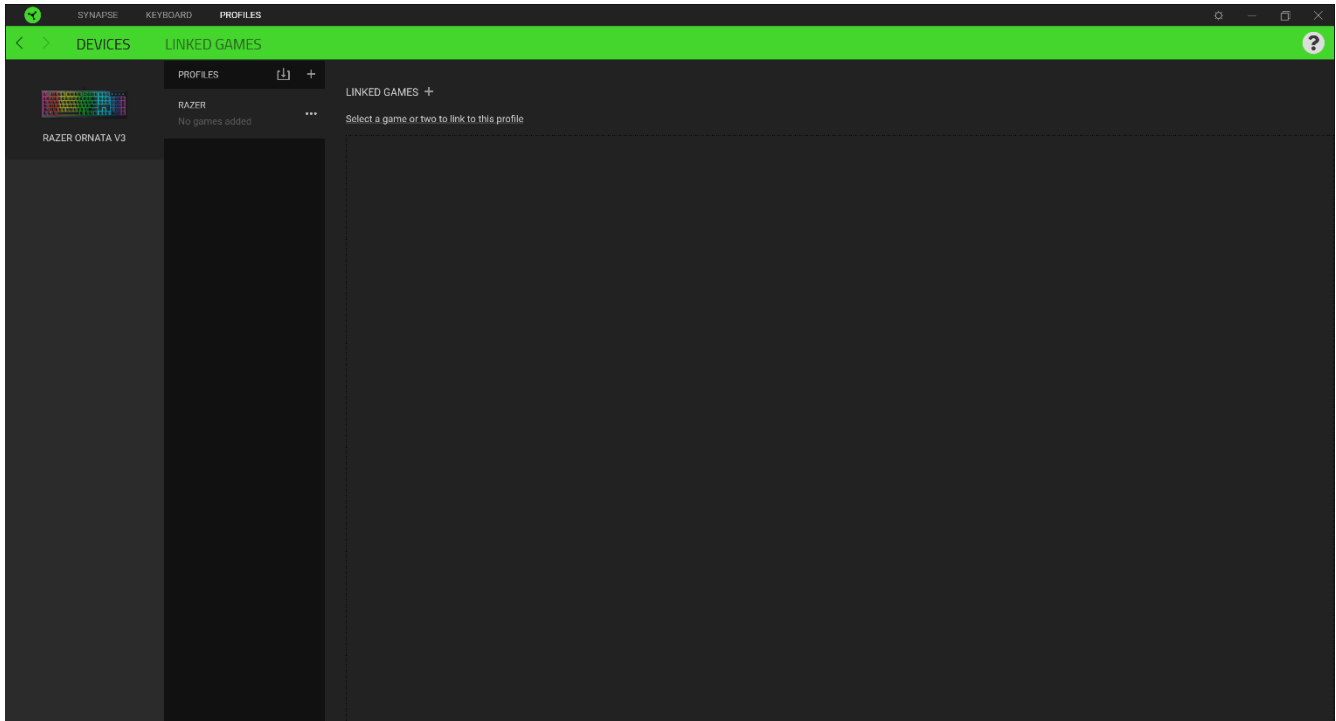 SYNAPSE KEYBOARD PROFILES
DEVICES LINKED GAMES ?
RAZER ORNATA V3
PROFILES +
RAZER
No games added
LINKED GAMES +
Select a game or two to link to this profile